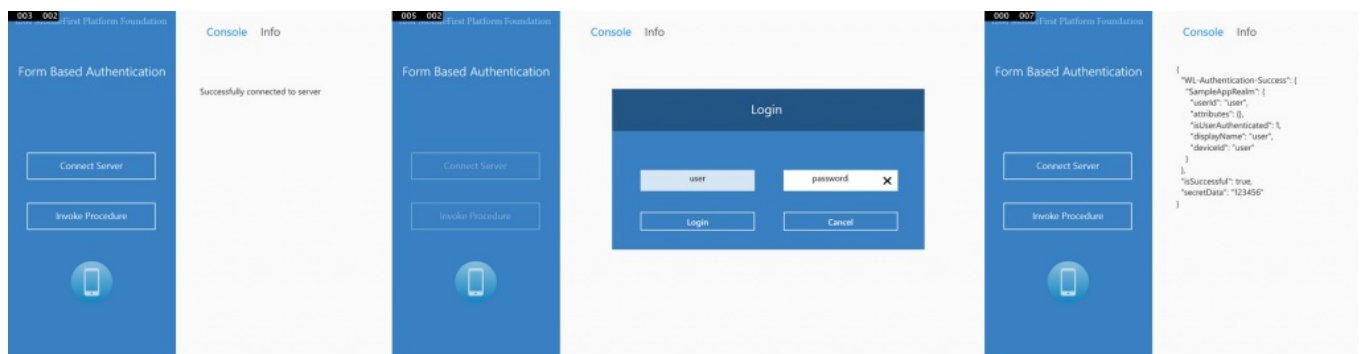 003 002
First Platform Foundation
Console Info
Form Based Authentication
Successfully connected to server
Connect Server
Invoke Procedure
005 002
First Platform Foundation
Console Info
Form Based Authentication
Login
user
password
Login
Cancel
Connect Server
Invoke Procedure
000 007
eFirst Platform Foundation
Console Info
Form Based Authentication
Connect Server
Invoke Procedure
{
"WL-Authentication-Success": {
"SampleAppRealm": {
"userId": "user",
"attributes": {},
"isUserAuthenticated": 1,
"displayName": "user",
"deviceId": "user"
}
},
"isSuccessful": true,
"secretData": "123456"
}